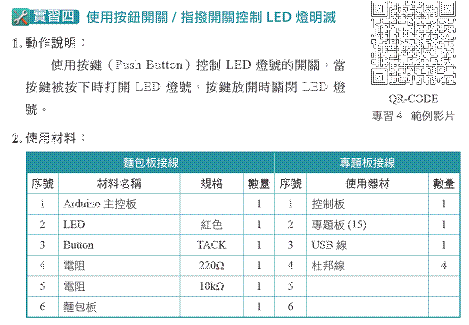 實習四 使用按鈕開關 / 指撥開關控制 LED 燈明滅
1. 動作說明:
使用按鍵(Push Button)控制 LED 燈號的開關,當
按鍵被按下時打開 LED 燈號,按鍵放開時關閉 LED 燈
號。
QR-CODE
專習 4 範例影片
2. 使用材料:
麵包板接線 專題板接線
序號 材料名稱 規格 數量 序號 使用器材 數量
1 Arduino 主控板 1 1 控制板 1
2 LED 紅色 1 2 專題板 (15) 1
3 Button TACK 1 3 USB 線 1
4 電阻 220Ω 1 4 杜邦線 4
5 電阻 10kΩ 1 5
6 麵包板 1 6